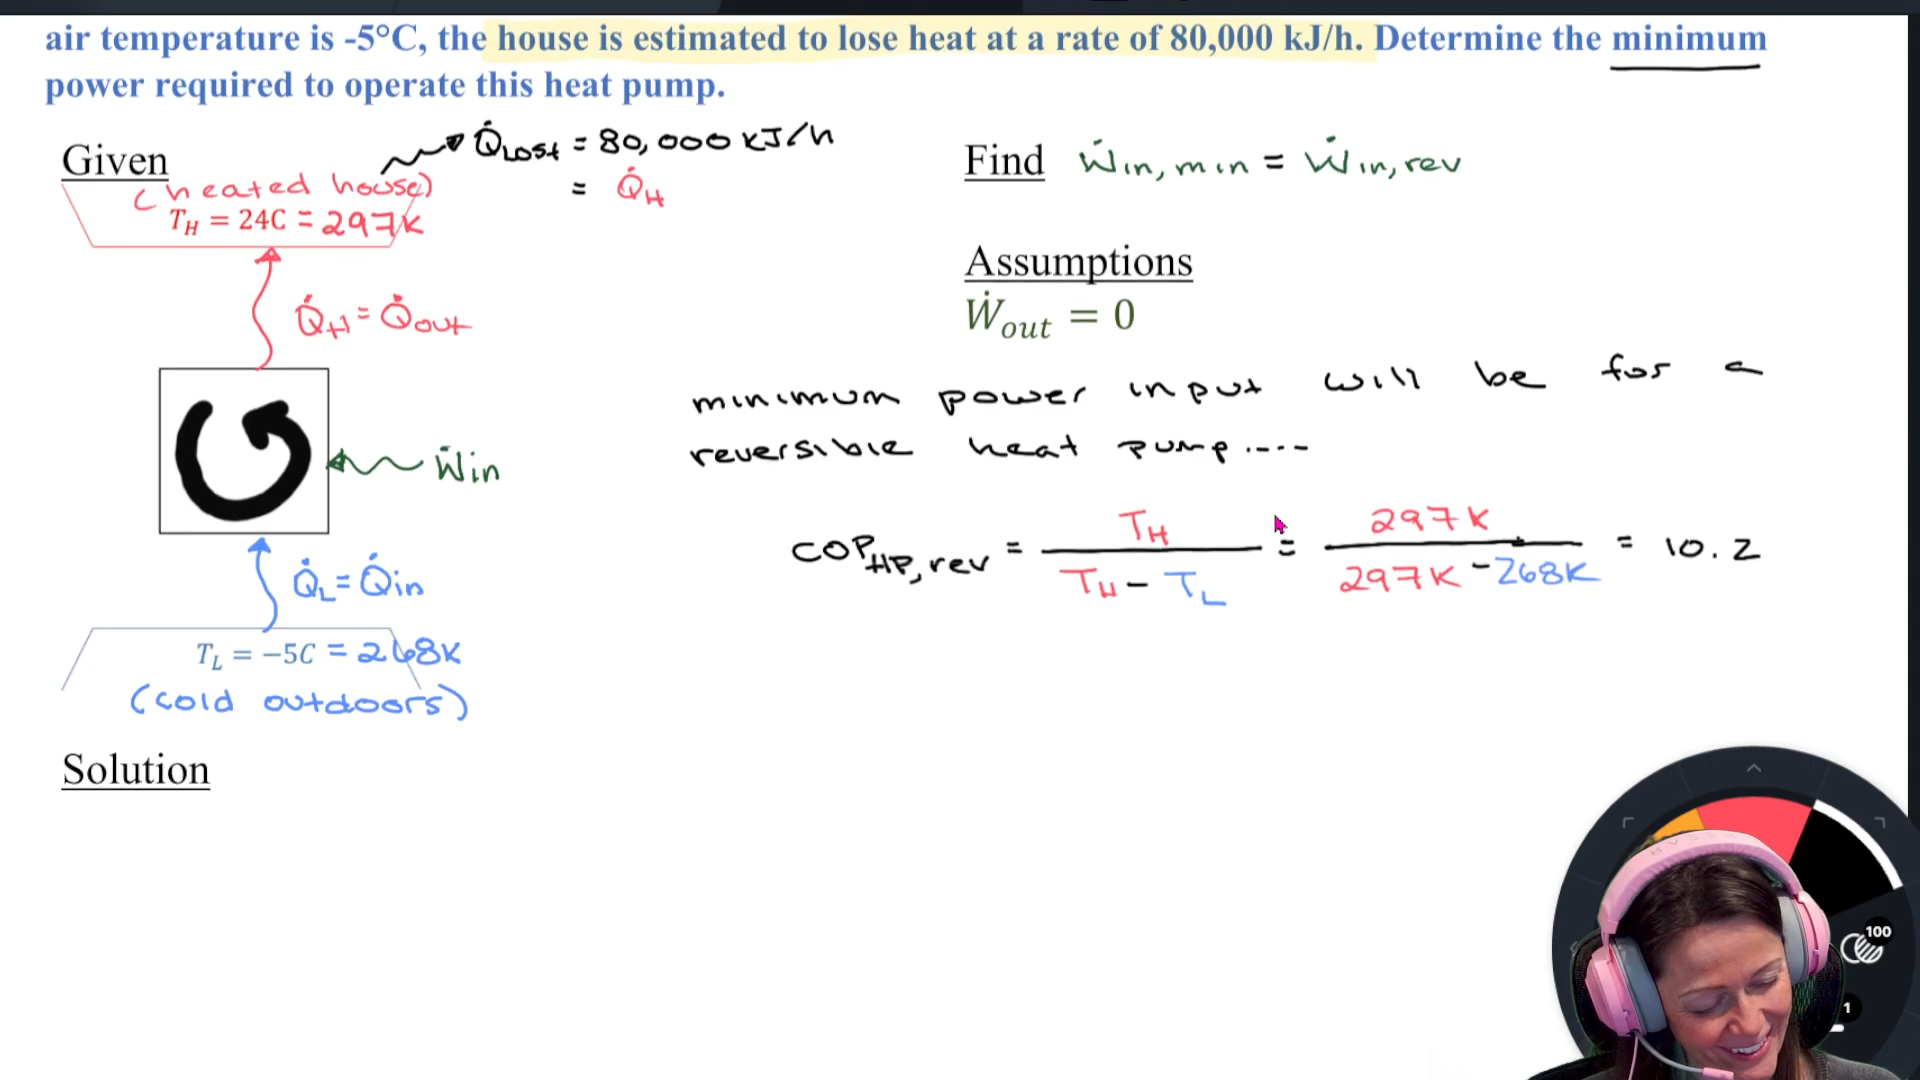 air temperature is -5°C, the house is estimated to lose heat at a rate of 80,000 kJ/h. Determine the minimum
power required to operate this heat pump.
Given
Q̇Lost = 80,000 kJ/h
= Q̇H
(heated house)
TH = 24C = 297K
Q̇H = Q̇out
Ẇin
Q̇L = Q̇in
TL = −5C = 268K
(cold outdoors)
Find Ẇin, min = Ẇin, rev
Assumptions
Ẇout = 0
minimum power input will be for a
reversible heat pump....
COPHP, rev = TH / TH − TL = 297K / 297K − 268K = 10.2
Solution
100
1